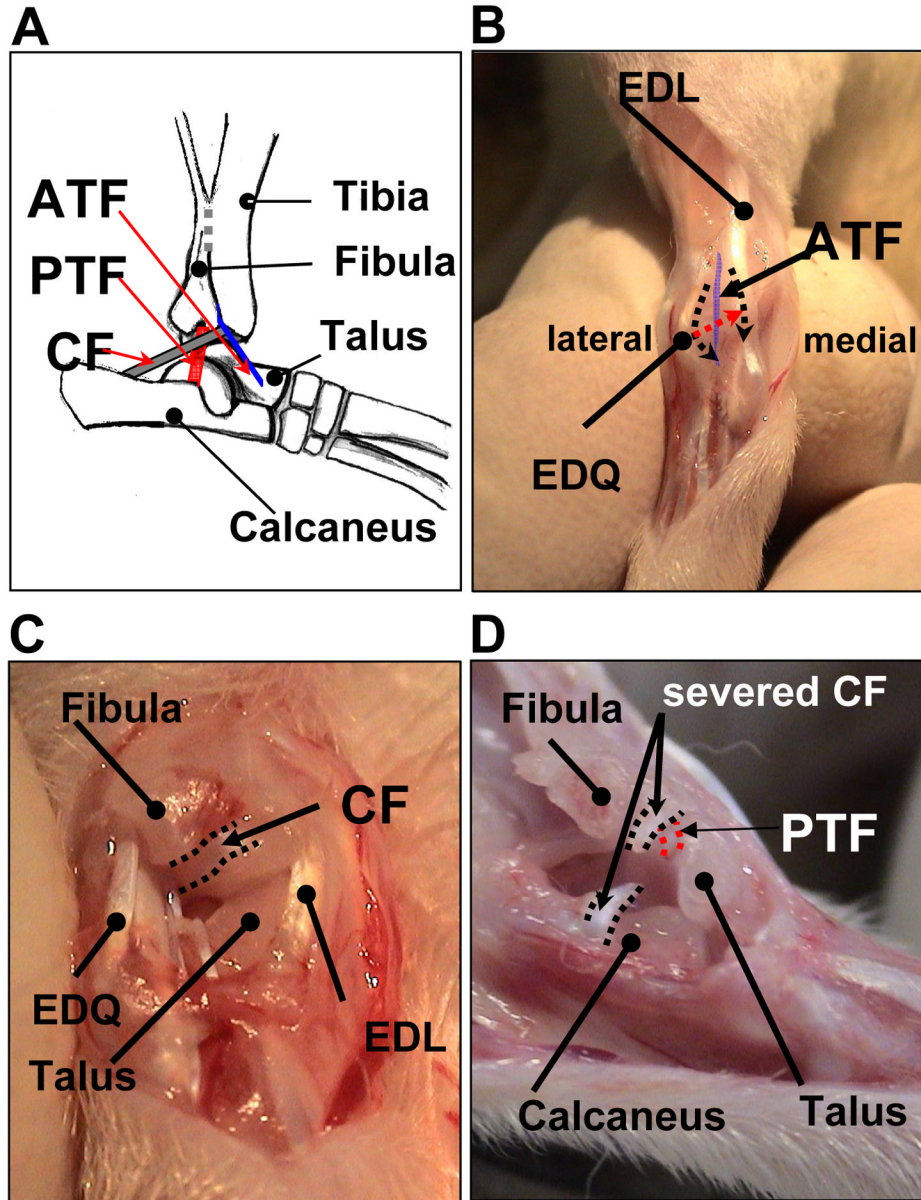 A
ATF
PTF
CF
Tibia
Fibula
Talus
Calcaneus
B
EDL
ATF
lateral
medial
EDQ
C
Fibula
CF
EDQ
Talus
EDL
D
severed CF
Fibula
PTF
Calcaneus
Talus